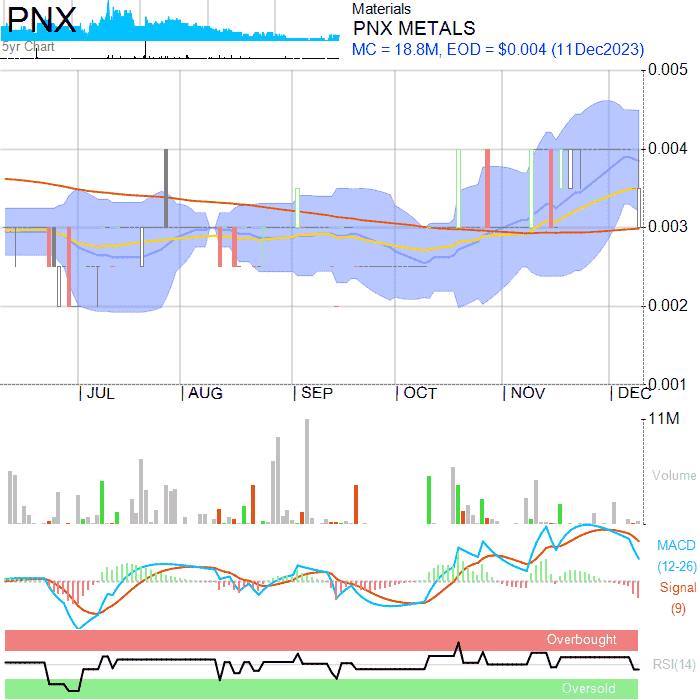 PNX
5yr Chart
Materials
PNX METALS
MC = 18.8M, EOD = $0.004 (11Dec2023)
0.005
0.004
0.003
0.002
0.001
| JUL | AUG | SEP | OCT | NOV | DEC
11M
Volume
MACD
(12-26)
Signal
(9)
Overbought
RSI(14)
Oversold